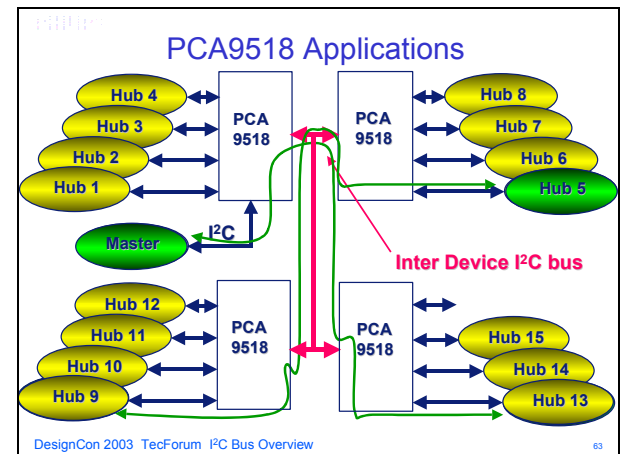 PCA9518 Applications
Hub 4
Hub 3
Hub 2
Hub 1
PCA
9518
PCA
9518
Hub 8
Hub 7
Hub 6
Hub 5
Master
I²C
Inter Device I²C bus
Hub 12
Hub 11
Hub 10
Hub 9
PCA
9518
PCA
9518
Hub 15
Hub 14
Hub 13
DesignCon 2003 TecForum I²C Bus Overview
63